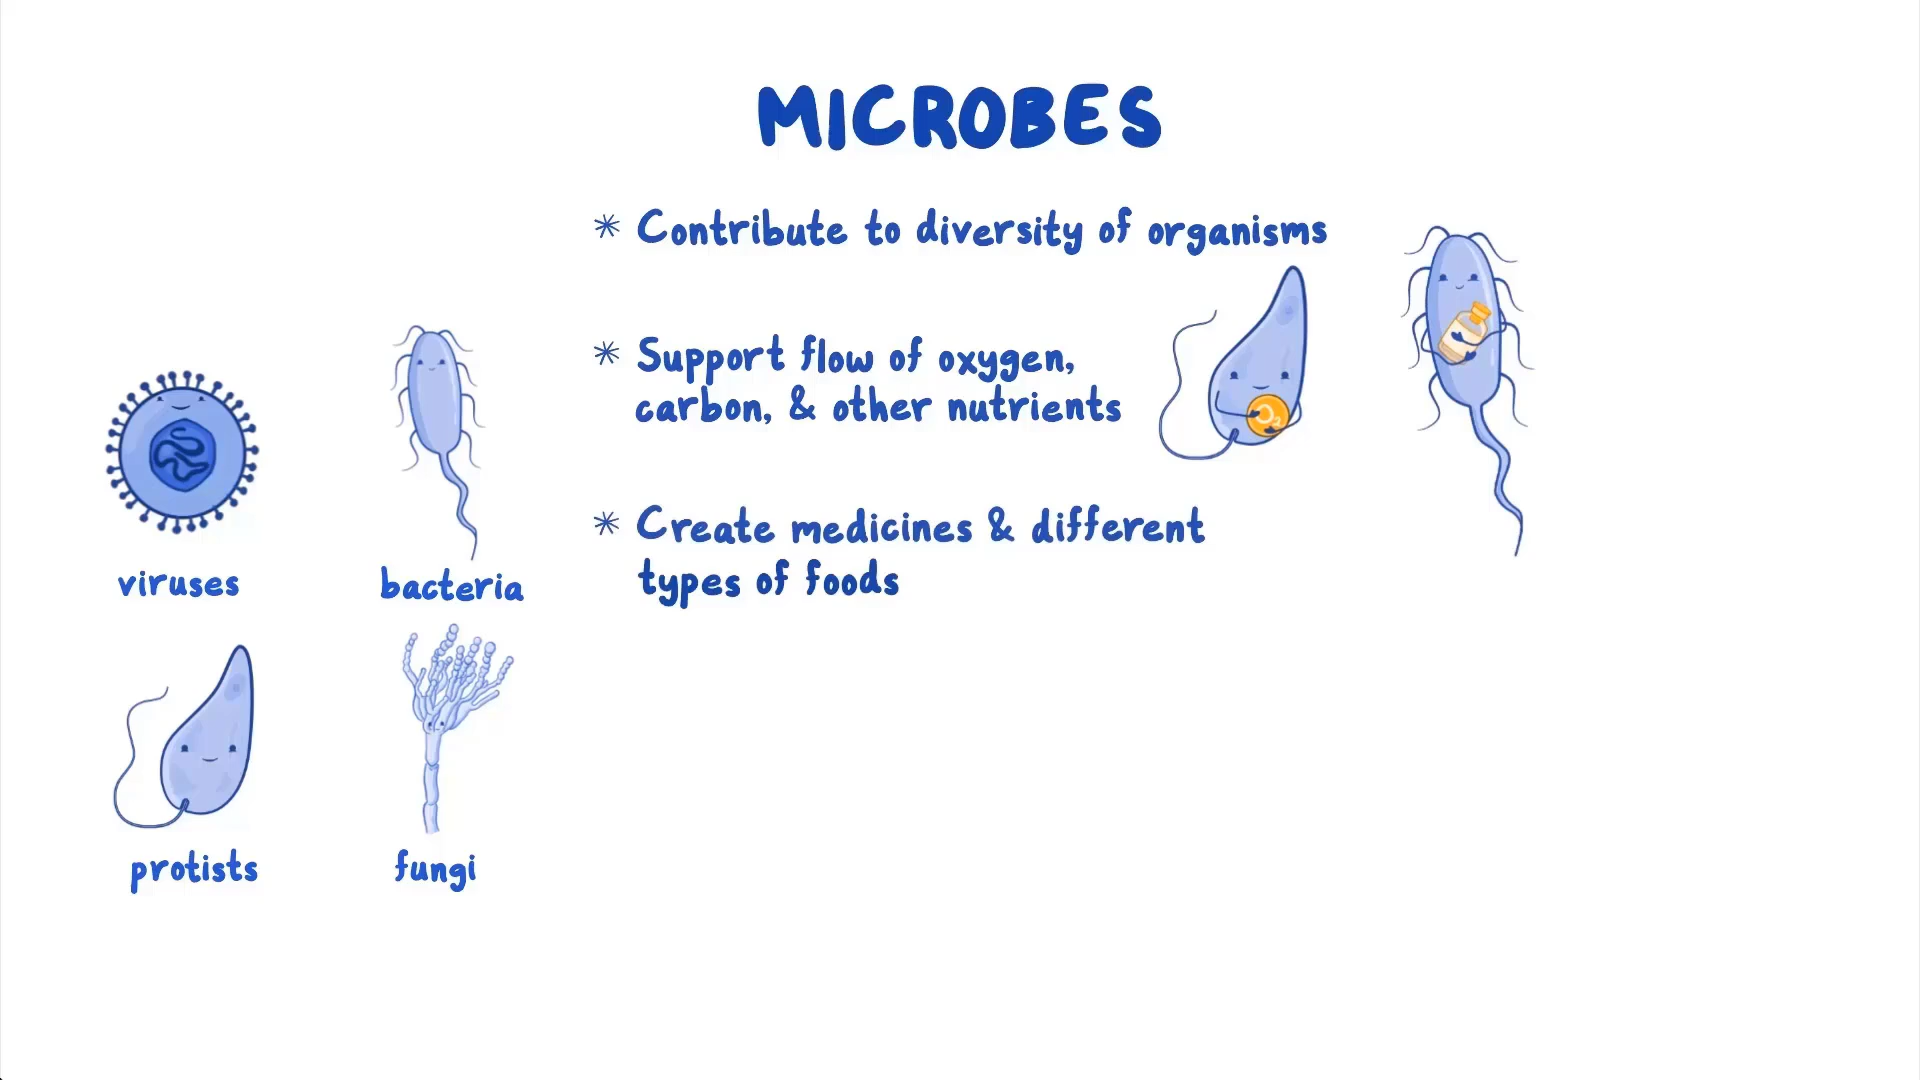 MICROBES
* Contribute to diversity of organisms
* Support flow of oxygen,
carbon, & other nutrients
O₂
* Create medicines & different
types of foods
viruses
bacteria
protists
fungi